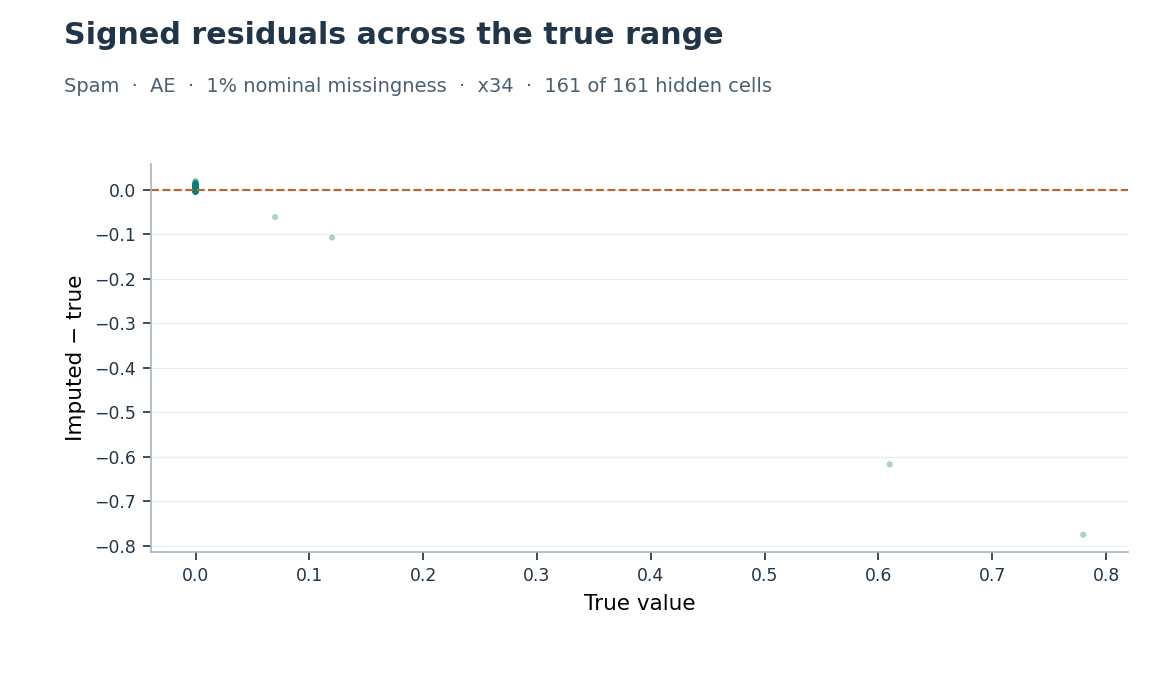 Signed residuals across the true range
Spam · AE · 1% nominal missingness · x34 · 161 of 161 hidden cells
Imputed − true
0.0
−0.1
−0.2
−0.3
−0.4
−0.5
−0.6
−0.7
−0.8
0.0 0.1 0.2 0.3 0.4 0.5 0.6 0.7 0.8
True value